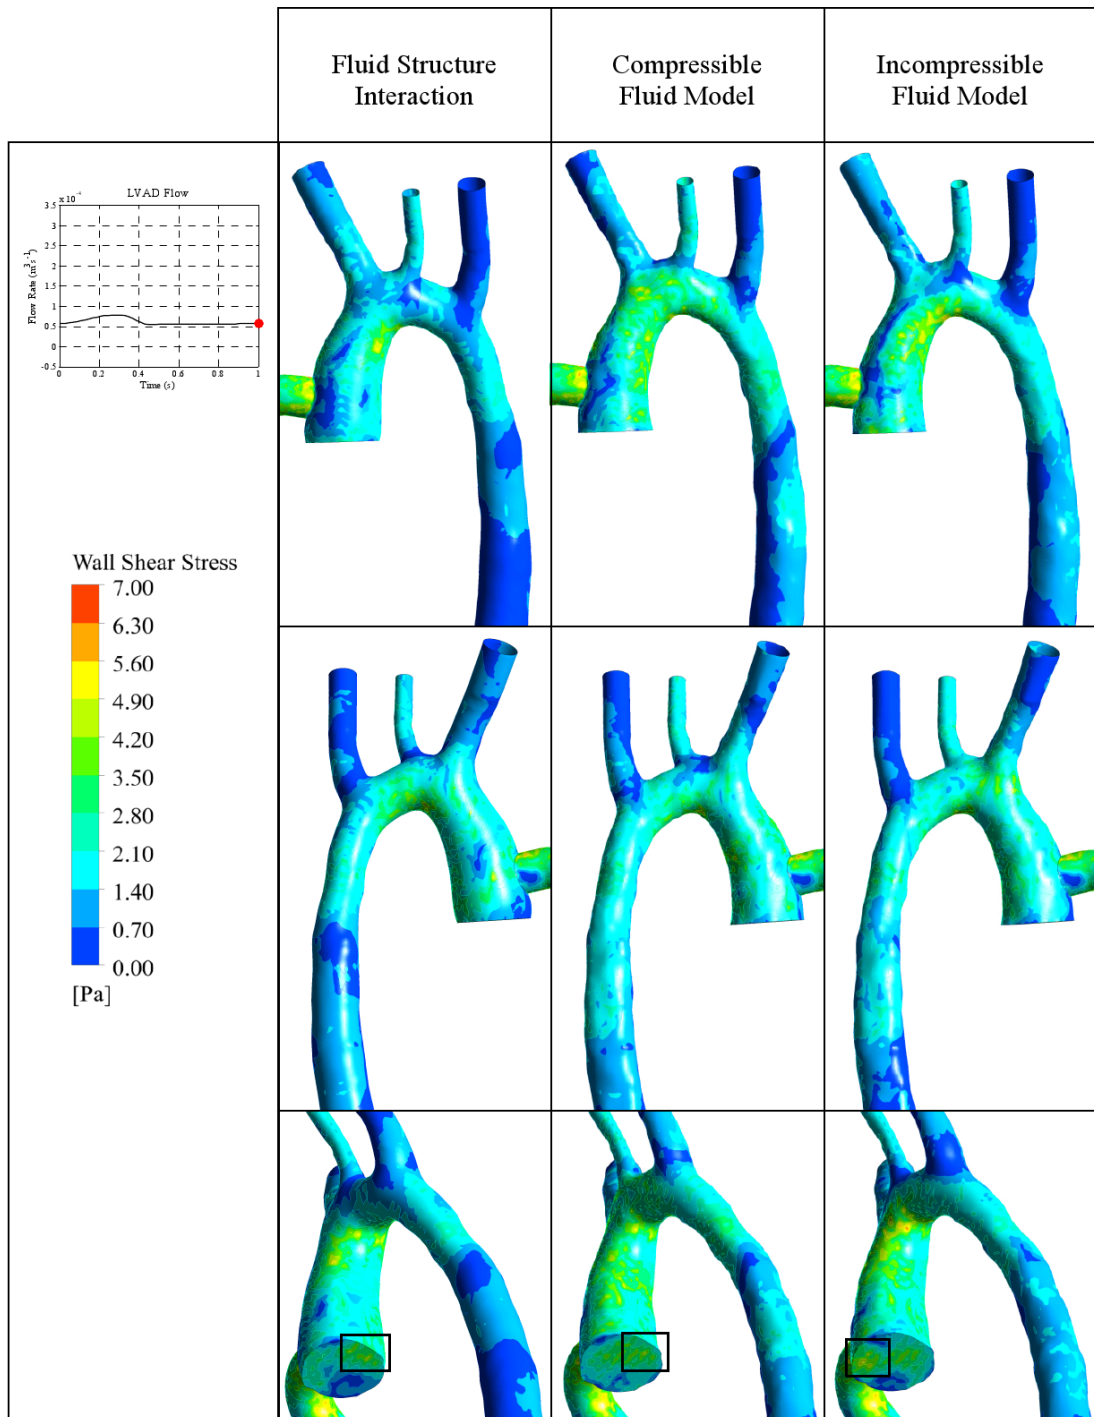 Fluid Structure
Interaction
Compressible
Fluid Model
Incompressible
Fluid Model
LVAD Flow
x 10⁻⁴
3.5
3
2.5
2
1.5
1
0.5
0
-0.5
Flow Rate (m³s⁻¹)
0 0.2 0.4 0.6 0.8 1
Time (s)
Wall Shear Stress
7.00
6.30
5.60
4.90
4.20
3.50
2.80
2.10
1.40
0.70
0.00
[Pa]